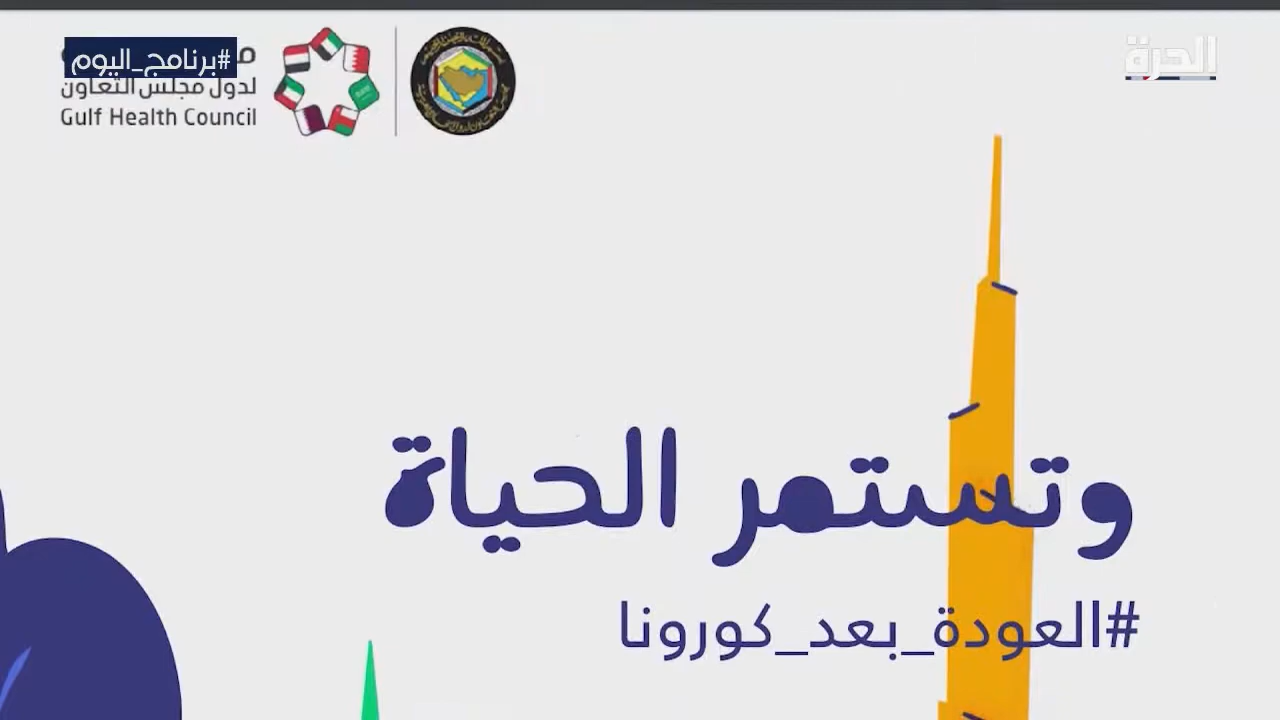 #برنامج_اليوم
لدول مجلس التعاون
Gulf Health Council
الحرة
وتستمر الحياة
#العودة_بعد_كورونا